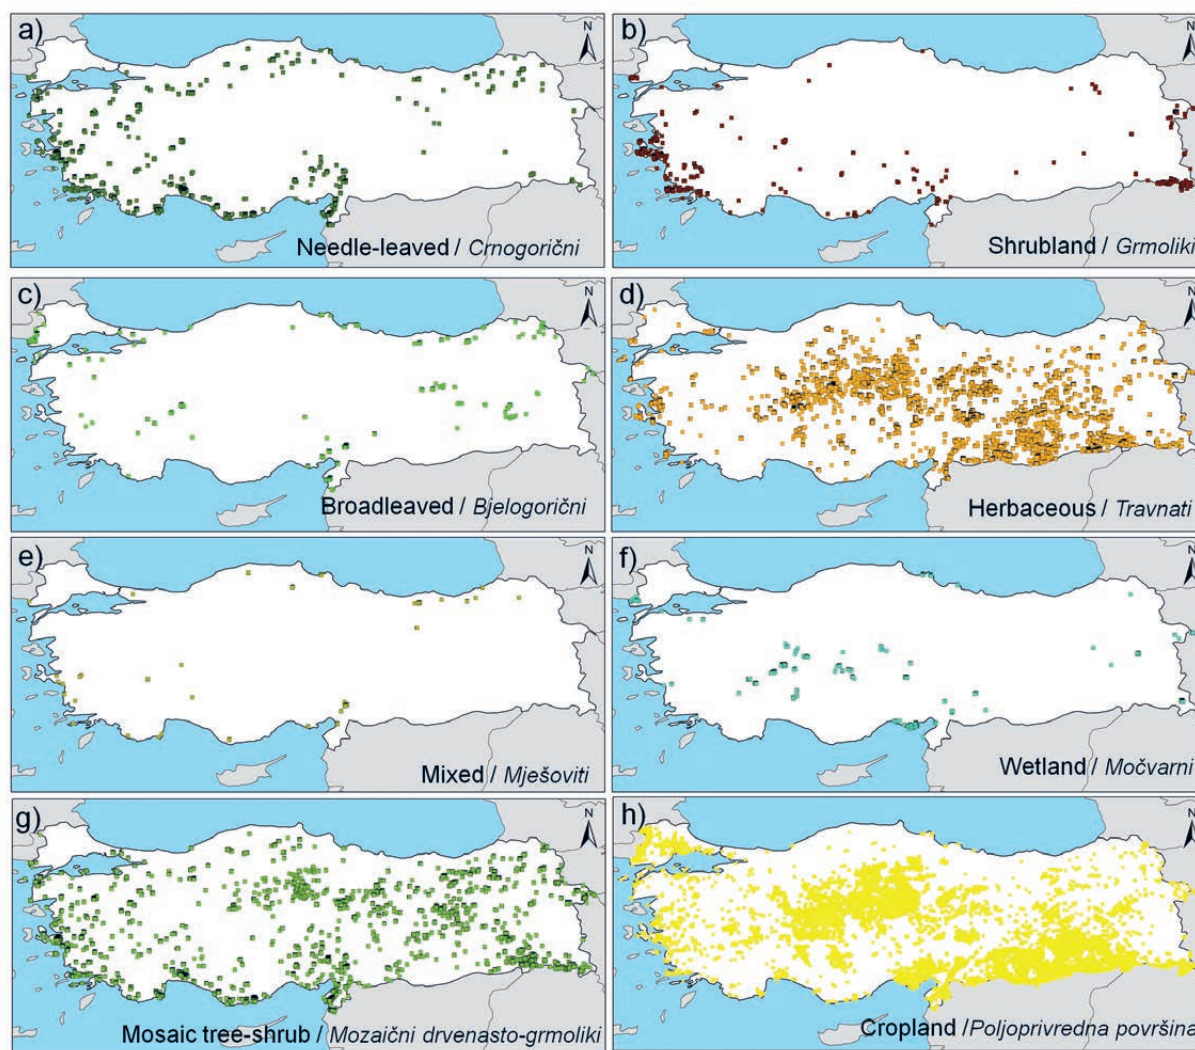 a)
N
Needle-leaved / Crnogorični
b)
N
Shrubland / Grmoliki
c)
N
Broadleaved / Bjelogorični
d)
N
Herbaceous / Travnati
e)
N
Mixed / Mješoviti
f)
N
Wetland / Močvarni
g)
N
Mosaic tree-shrub / Mozaični drvenasto-grmoliki
h)
N
Cropland /Poljoprivredna površina